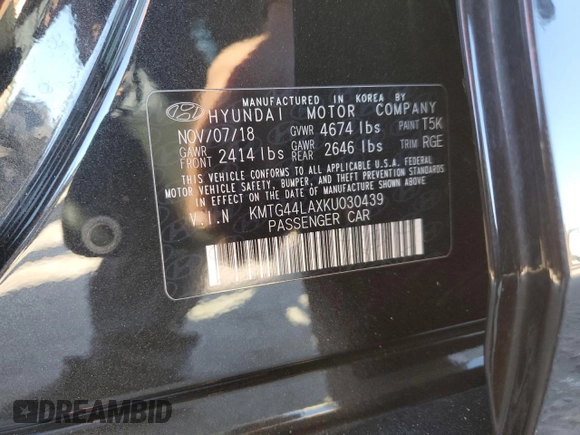 MANUFACTURED IN KOREA BY
HYUNDAI MOTOR COMPANY
NOV/07/18 GVWR 4674 lbs PAINT T5K
GAWR FRONT 2414 lbs GAWR REAR 2646 lbs TRIM RGE
THIS VEHICLE CONFORMS TO ALL APPLICABLE U.S.A. FEDERAL
MOTOR VEHICLE SAFETY, BUMPER, AND THEFT PREVENTION STANDARDS
IN EFFECT ON THE DATE OF MANUFACTURE SHOWN ABOVE.
V.I.N KMTG44LAXKU030439
PASSENGER CAR
DREAMBID